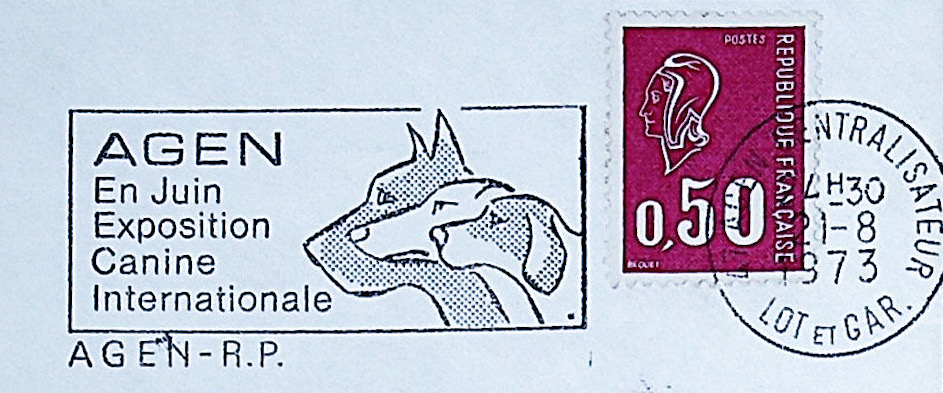 AGEN
En Juin
Exposition
Canine
Internationale
AGEN-R.P.
POSTES
REPUBLIQUE FRANÇAISE
0,50
BEQUET
CENTRALISATEUR
H30
21-8
1973
LOT ET GAR.